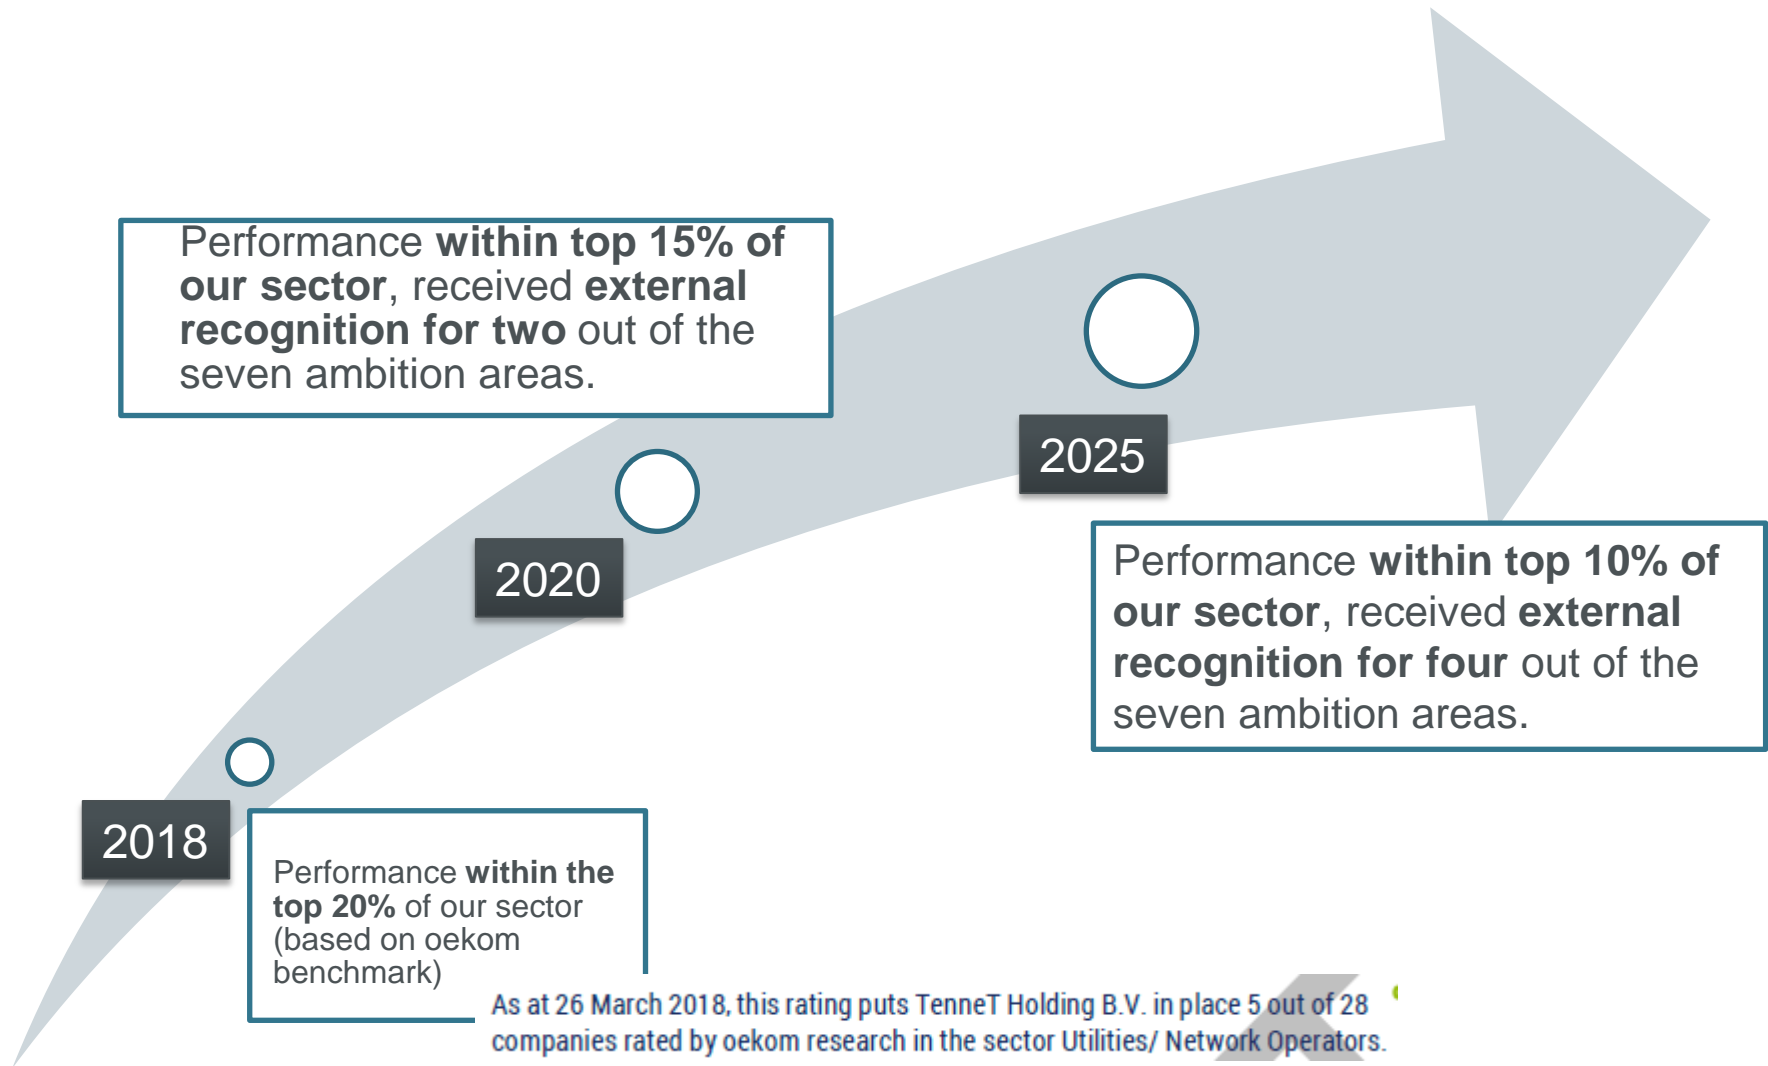 Performance within top 15% of
our sector, received external
recognition for two out of the
seven ambition areas.
2025
2020
Performance within top 10% of
our sector, received external
recognition for four out of the
seven ambition areas.
2018
Performance within the
top 20% of our sector
(based on oekom
benchmark)
As at 26 March 2018, this rating puts TenneT Holding B.V. in place 5 out of 28
companies rated by oekom research in the sector Utilities/ Network Operators.